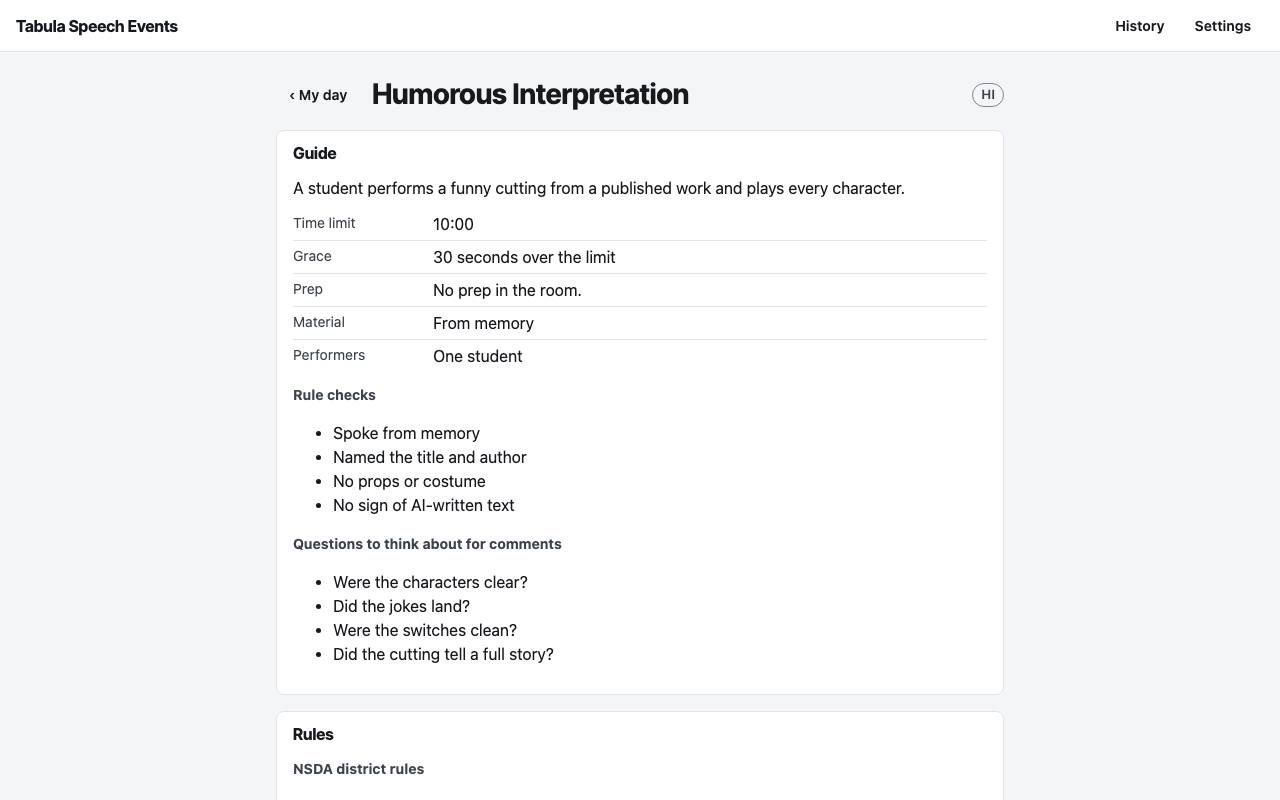 Tabula Speech Events
History
Settings
‹ My day
Humorous Interpretation
HI
Guide
A student performs a funny cutting from a published work and plays every character.
Time limit 10:00
Grace 30 seconds over the limit
Prep No prep in the room.
Material From memory
Performers One student
Rule checks
• Spoke from memory
• Named the title and author
• No props or costume
• No sign of AI-written text
Questions to think about for comments
• Were the characters clear?
• Did the jokes land?
• Were the switches clean?
• Did the cutting tell a full story?
Rules
NSDA district rules